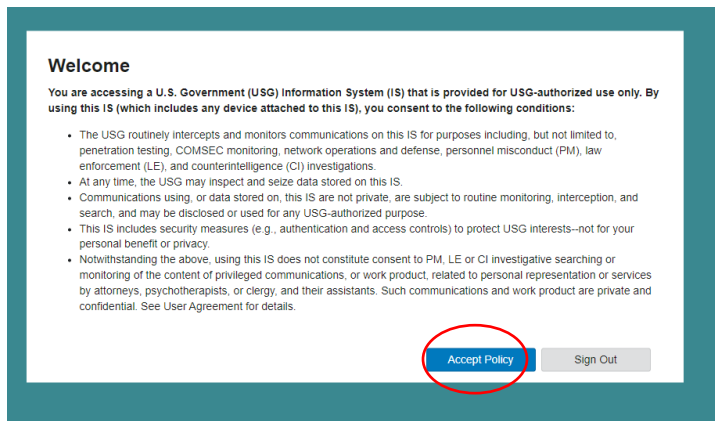 Welcome
You are accessing a U.S. Government (USG) Information System (IS) that is provided for USG-authorized use only. By
using this IS (which includes any device attached to this IS), you consent to the following conditions:
• The USG routinely intercepts and monitors communications on this IS for purposes including, but not limited to,
penetration testing, COMSEC monitoring, network operations and defense, personnel misconduct (PM), law
enforcement (LE), and counterintelligence (CI) investigations.
• At any time, the USG may inspect and seize data stored on this IS.
• Communications using, or data stored on, this IS are not private, are subject to routine monitoring, interception, and
search, and may be disclosed or used for any USG-authorized purpose.
• This IS includes security measures (e.g., authentication and access controls) to protect USG interests--not for your
personal benefit or privacy.
• Notwithstanding the above, using this IS does not constitute consent to PM, LE or CI investigative searching or
monitoring of the content of privileged communications, or work product, related to personal representation or services
by attorneys, psychotherapists, or clergy, and their assistants. Such communications and work product are private and
confidential. See User Agreement for details.
Accept Policy
Sign Out